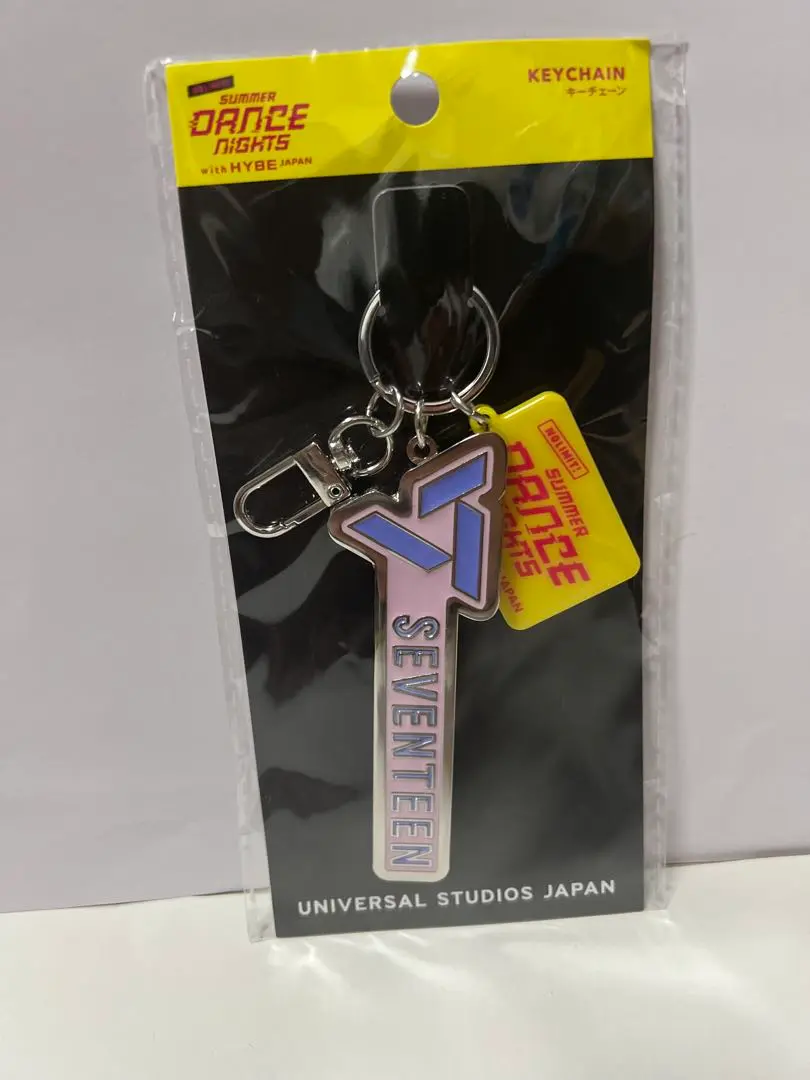 NO LIMIT!
SUMMER
DANCE
NIGHTS
with HYBE JAPAN
KEYCHAIN
キーチェーン
NO LIMIT!
SUMMER
DANCE
NIGHTS
JAPAN
SEVENTEEN
UNIVERSAL STUDIOS JAPAN